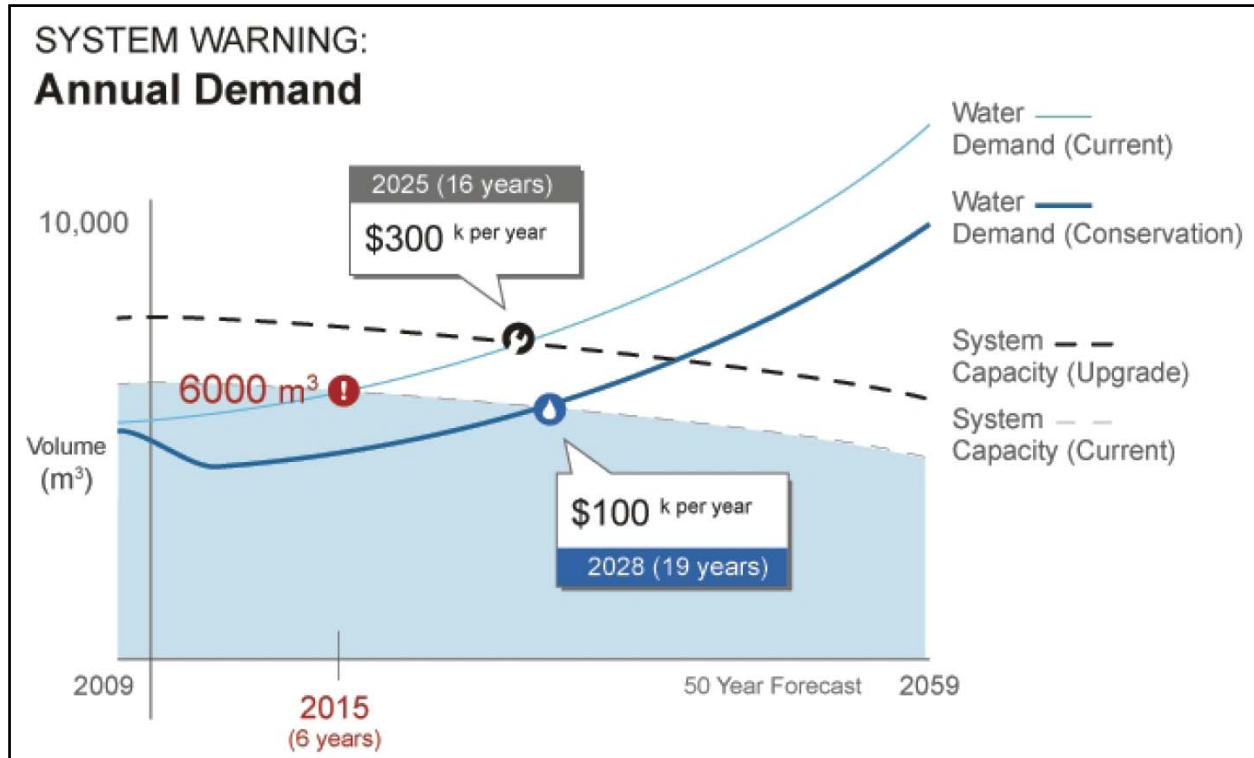 SYSTEM WARNING:
Annual Demand
Water
Demand (Current)
2025 (16 years)
$300 k per year
10,000
Water
Demand (Conservation)
System
Capacity (Upgrade)
6000 m³
System
Capacity (Current)
Volume
(m³)
$100 k per year
2028 (19 years)
2009
50 Year Forecast
2059
2015
(6 years)